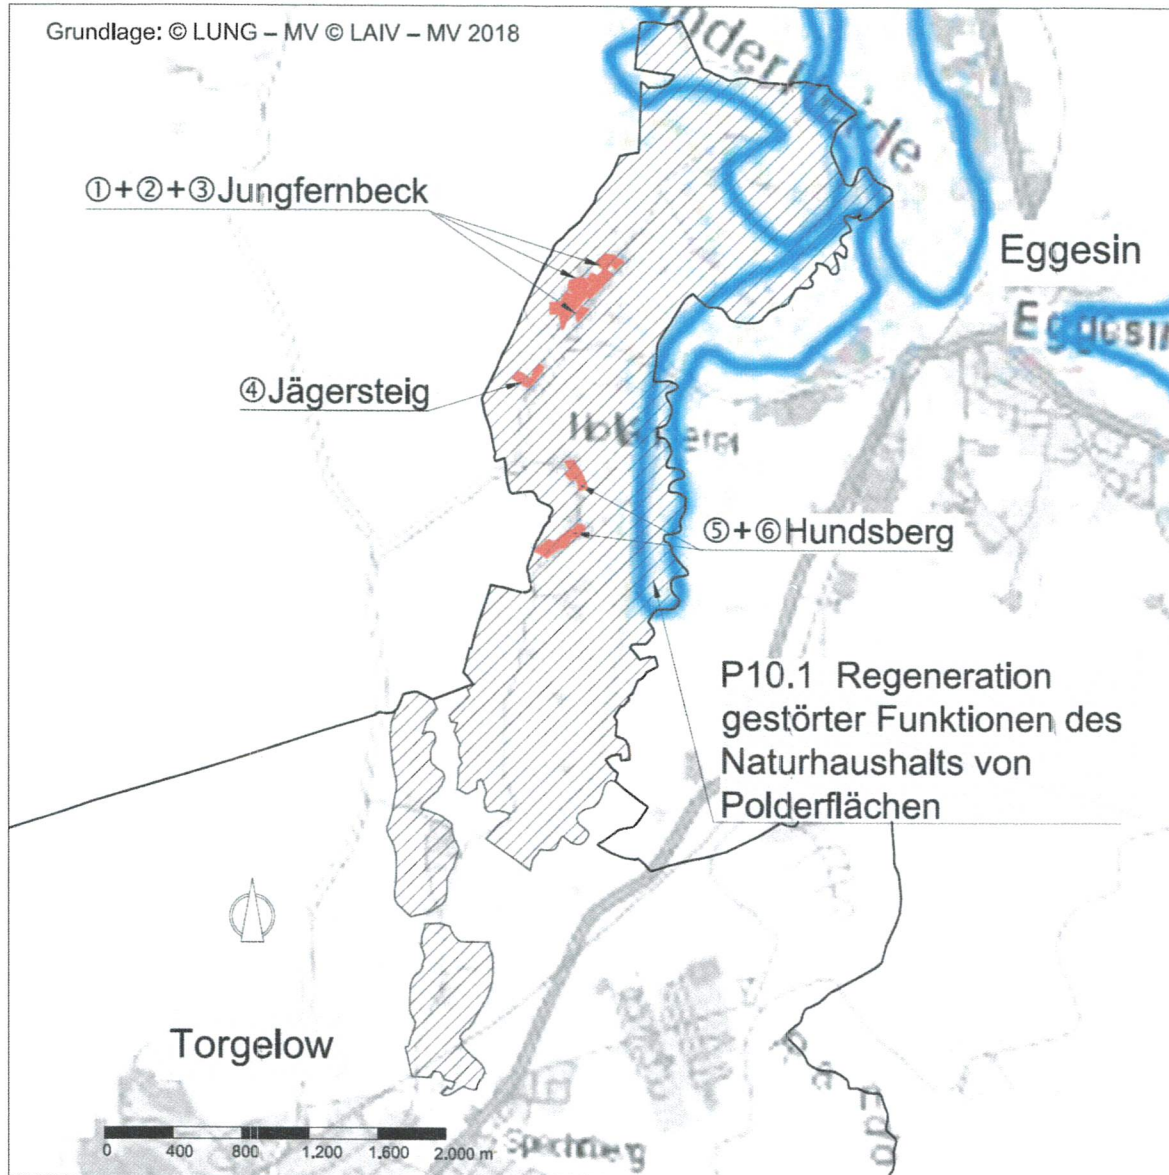 Grundlage: © LUNG – MV © LAIV – MV 2018
①+②+③Jungfernbeck
Eggesin
④Jägersteig
⑤+⑥Hundsberg
P10.1 Regeneration
gestörter Funktionen des
Naturhaushalts von
Polderflächen
Torgelow
0 400 800 1.200 1.600 2.000 m